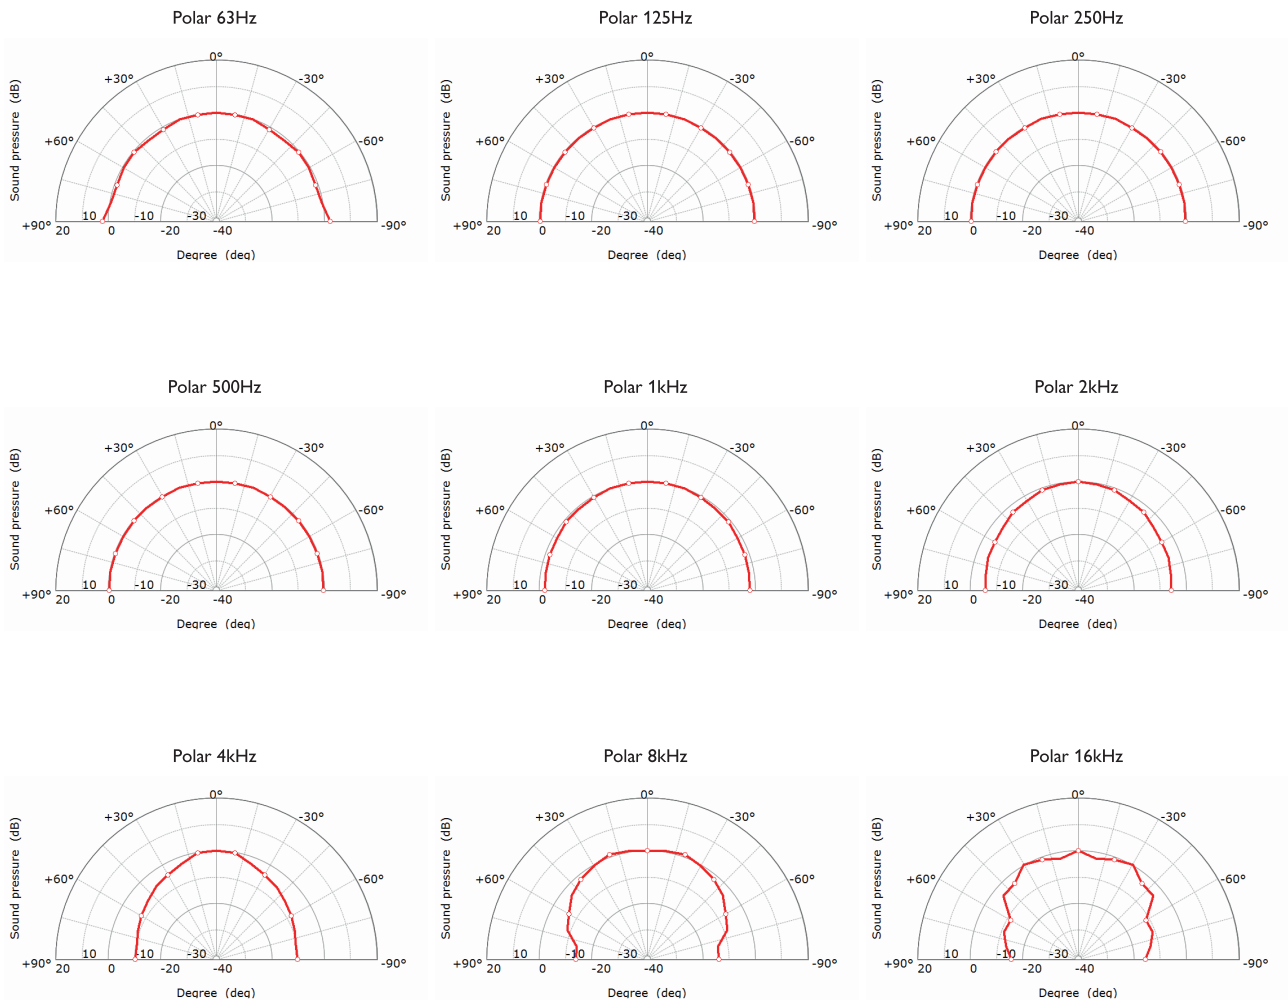 Polar 63Hz
0°
+30° -30°
+60° -60°
Sound pressure (dB)
10 -10 -30
+90° 20 0 -20 -40 -90°
Degree (deg)
Polar 125Hz
0°
+30° -30°
+60° -60°
Sound pressure (dB)
10 -10 -30
+90° 20 0 -20 -40 -90°
Degree (deg)
Polar 250Hz
0°
+30° -30°
+60° -60°
Sound pressure (dB)
10 -10 -30
+90° 20 0 -20 -40 -90°
Degree (deg)
Polar 500Hz
0°
+30° -30°
+60° -60°
Sound pressure (dB)
10 -10 -30
+90° 20 0 -20 -40 -90°
Degree (deg)
Polar 1kHz
0°
+30° -30°
+60° -60°
Sound pressure (dB)
10 -10 -30
+90° 20 0 -20 -40 -90°
Degree (deg)
Polar 2kHz
0°
+30° -30°
+60° -60°
Sound pressure (dB)
10 -10 -30
+90° 20 0 -20 -40 -90°
Degree (deg)
Polar 4kHz
0°
+30° -30°
+60° -60°
Sound pressure (dB)
10 -10 -30
+90° 20 0 -20 -40 -90°
Degree (deg)
Polar 8kHz
0°
+30° -30°
+60° -60°
Sound pressure (dB)
10 -10 -30
+90° 20 0 -20 -40 -90°
Degree (deg)
Polar 16kHz
0°
+30° -30°
+60° -60°
Sound pressure (dB)
10 -10 -30
+90° 20 0 -20 -40 -90°
Degree (deg)